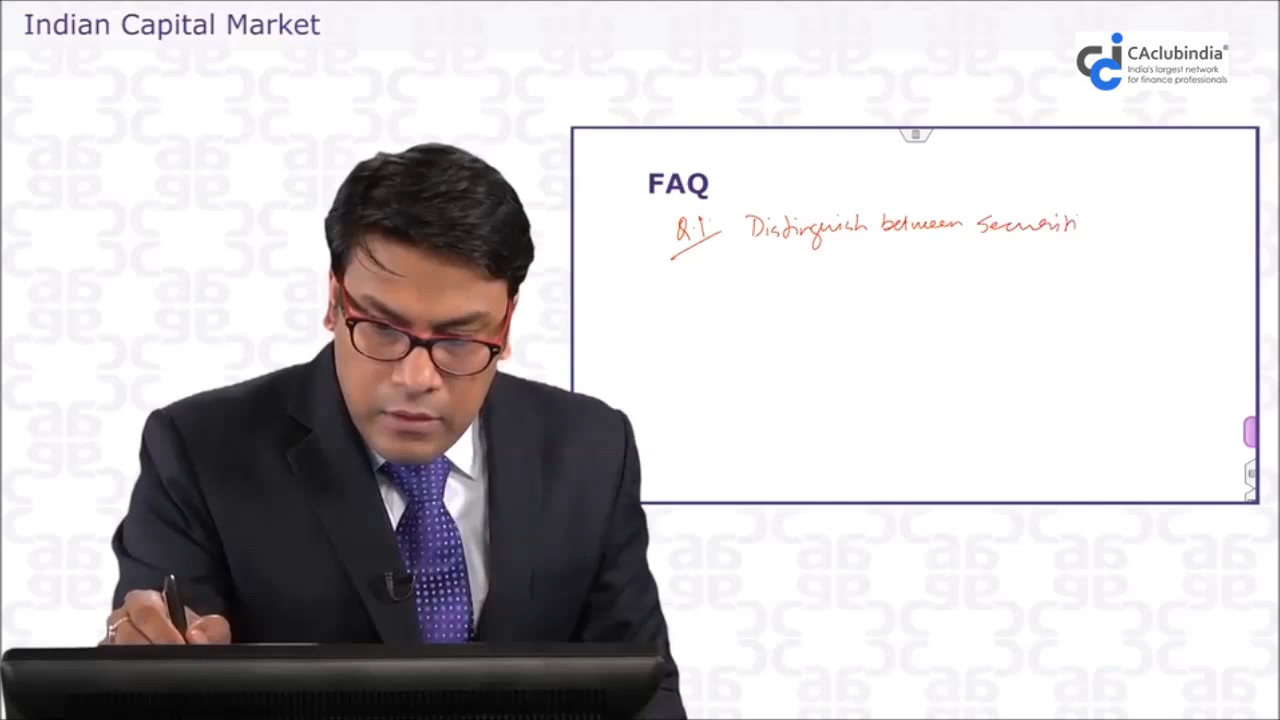 Indian Capital Market
CAclubindia®
India's largest network
for finance professionals
FAQ
Q.1. Distinguish between securiti